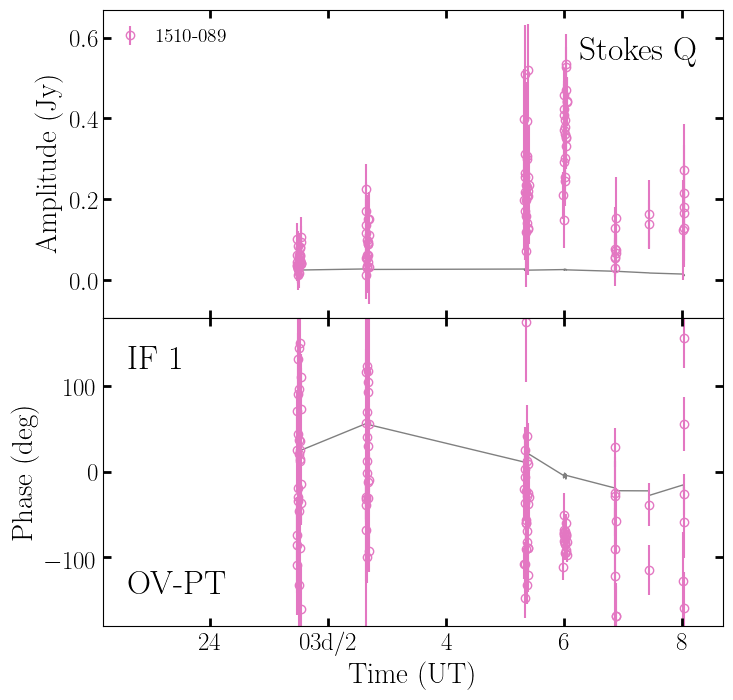 1510-089
Stokes Q
Amplitude (Jy)
0.6
0.4
0.2
0.0
IF 1
OV-PT
Phase (deg)
100
0
−100
24
03d/2
4
6
8
Time (UT)